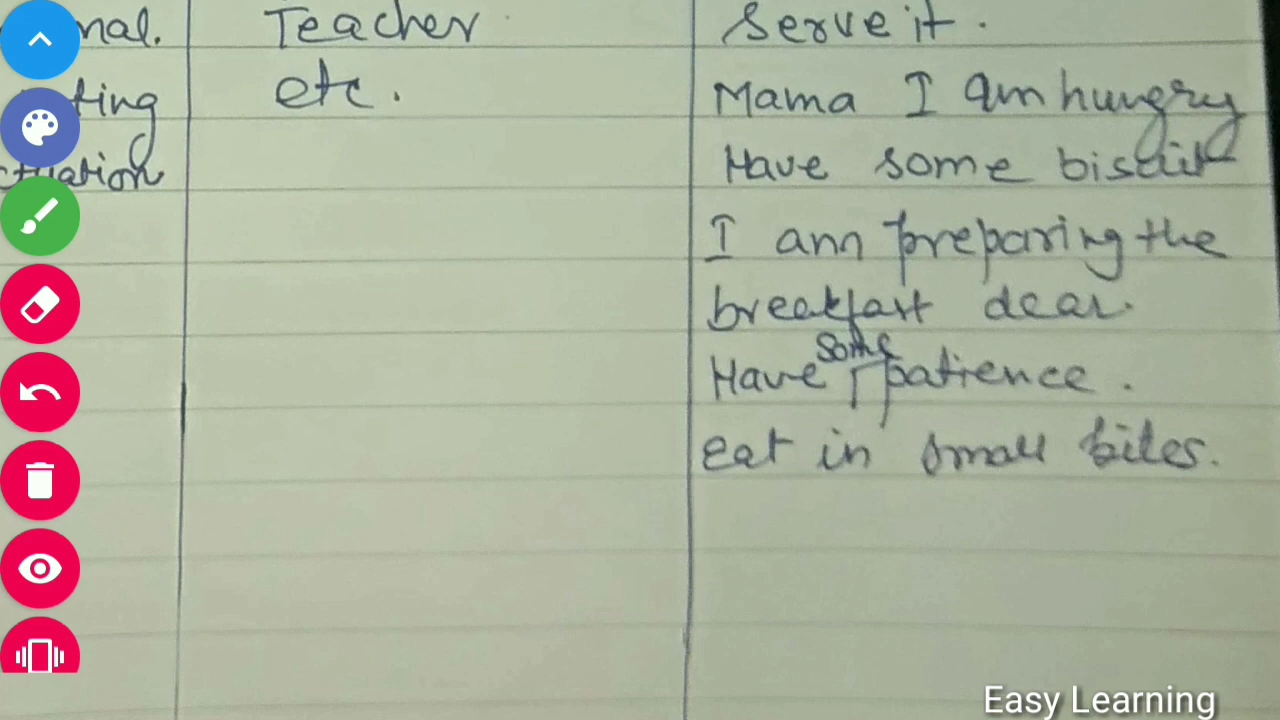 nal. Teacher Serve it.
ting etc. Mama I am hungry
ctuation Have some biscuit
I am preparing the
breakfast dear.
Have some patience.
eat in small bites.
Easy Learning